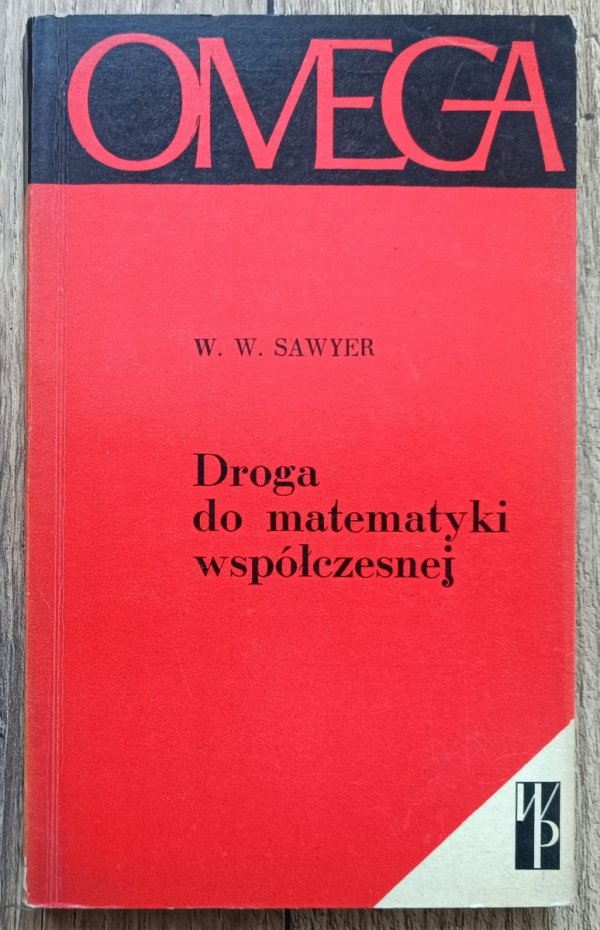 OMEGA
W. W. SAWYER
Droga
do matematyki
współczesnej
WP